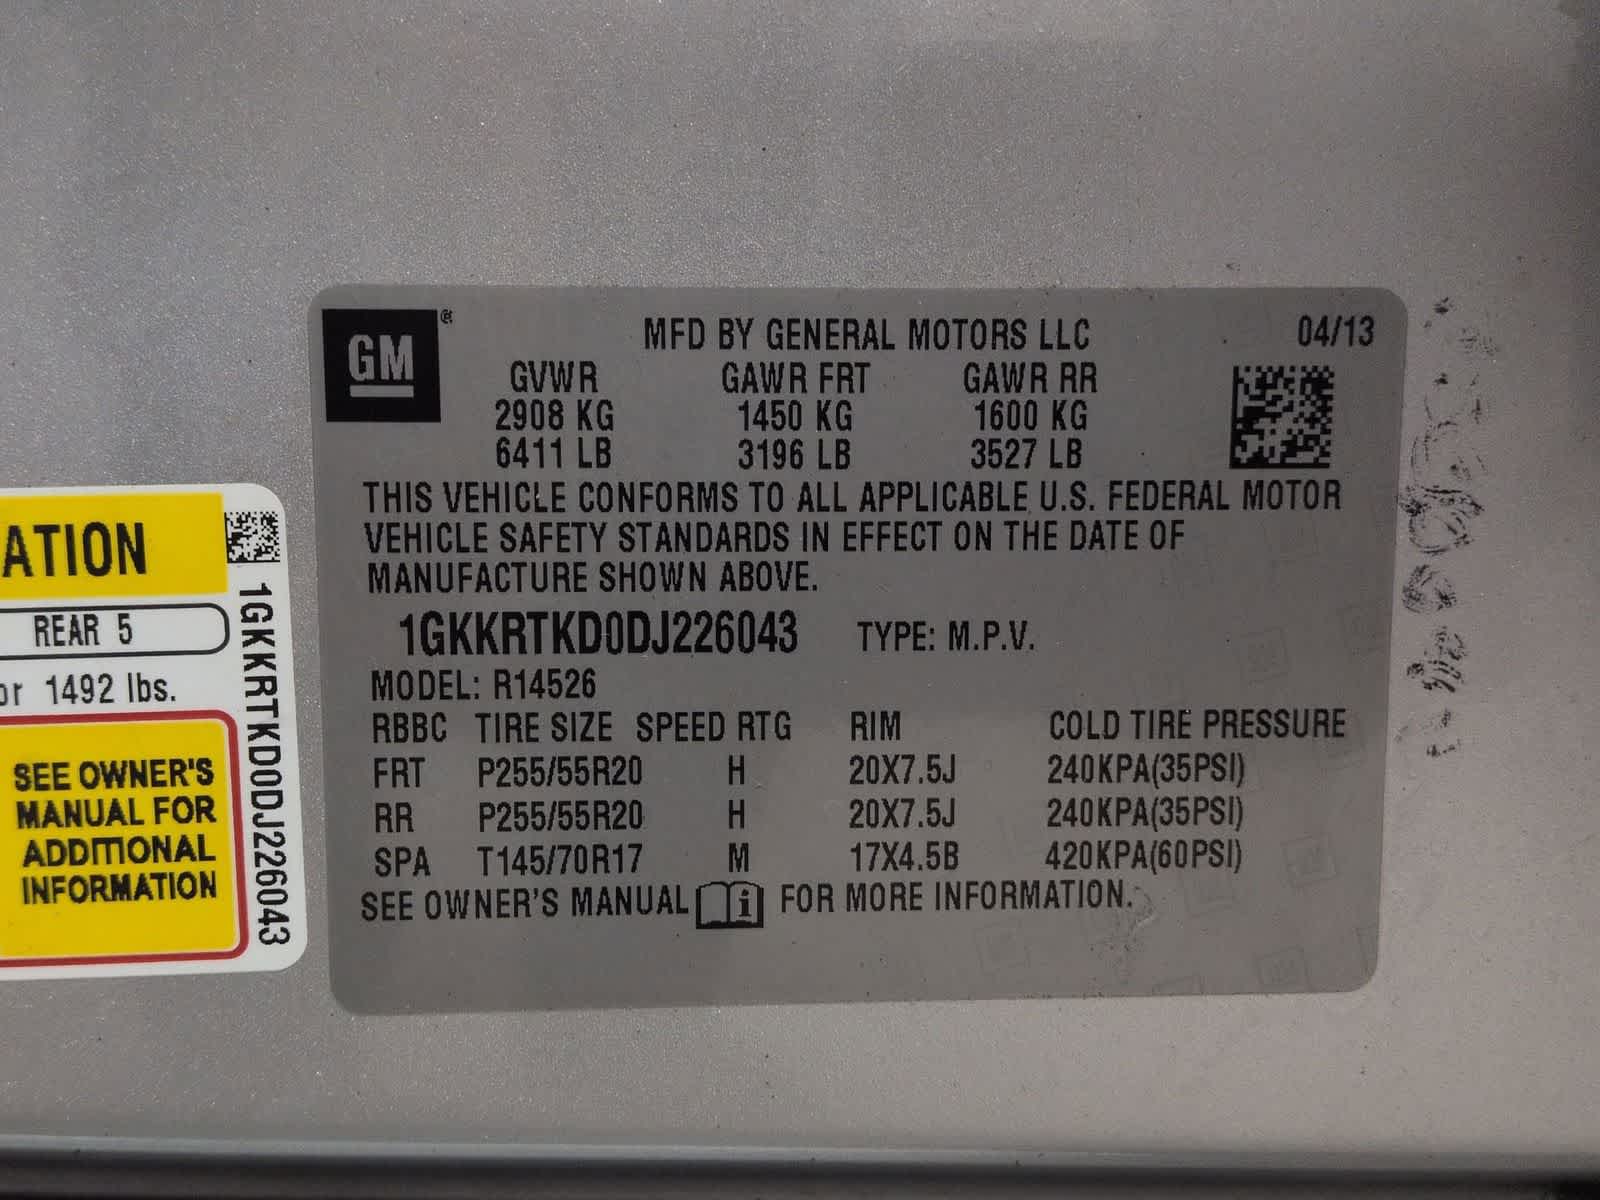 GM ®
MFD BY GENERAL MOTORS LLC 04/13
GVWR GAWR FRT GAWR RR
2908 KG 1450 KG 1600 KG
6411 LB 3196 LB 3527 LB
THIS VEHICLE CONFORMS TO ALL APPLICABLE U.S. FEDERAL MOTOR
VEHICLE SAFETY STANDARDS IN EFFECT ON THE DATE OF
MANUFACTURE SHOWN ABOVE.
1GKKRTKD0DJ226043 TYPE: M.P.V.
MODEL: R14526
RBBC TIRE SIZE SPEED RTG RIM COLD TIRE PRESSURE
FRT P255/55R20 H 20X7.5J 240KPA(35PSI)
RR P255/55R20 H 20X7.5J 240KPA(35PSI)
SPA T145/70R17 M 17X4.5B 420KPA(60PSI)
SEE OWNER'S MANUAL i FOR MORE INFORMATION.
ATION
REAR 5
or 1492 lbs.
SEE OWNER'S
MANUAL FOR
ADDITIONAL
INFORMATION
1GKKRTKD0DJ226043